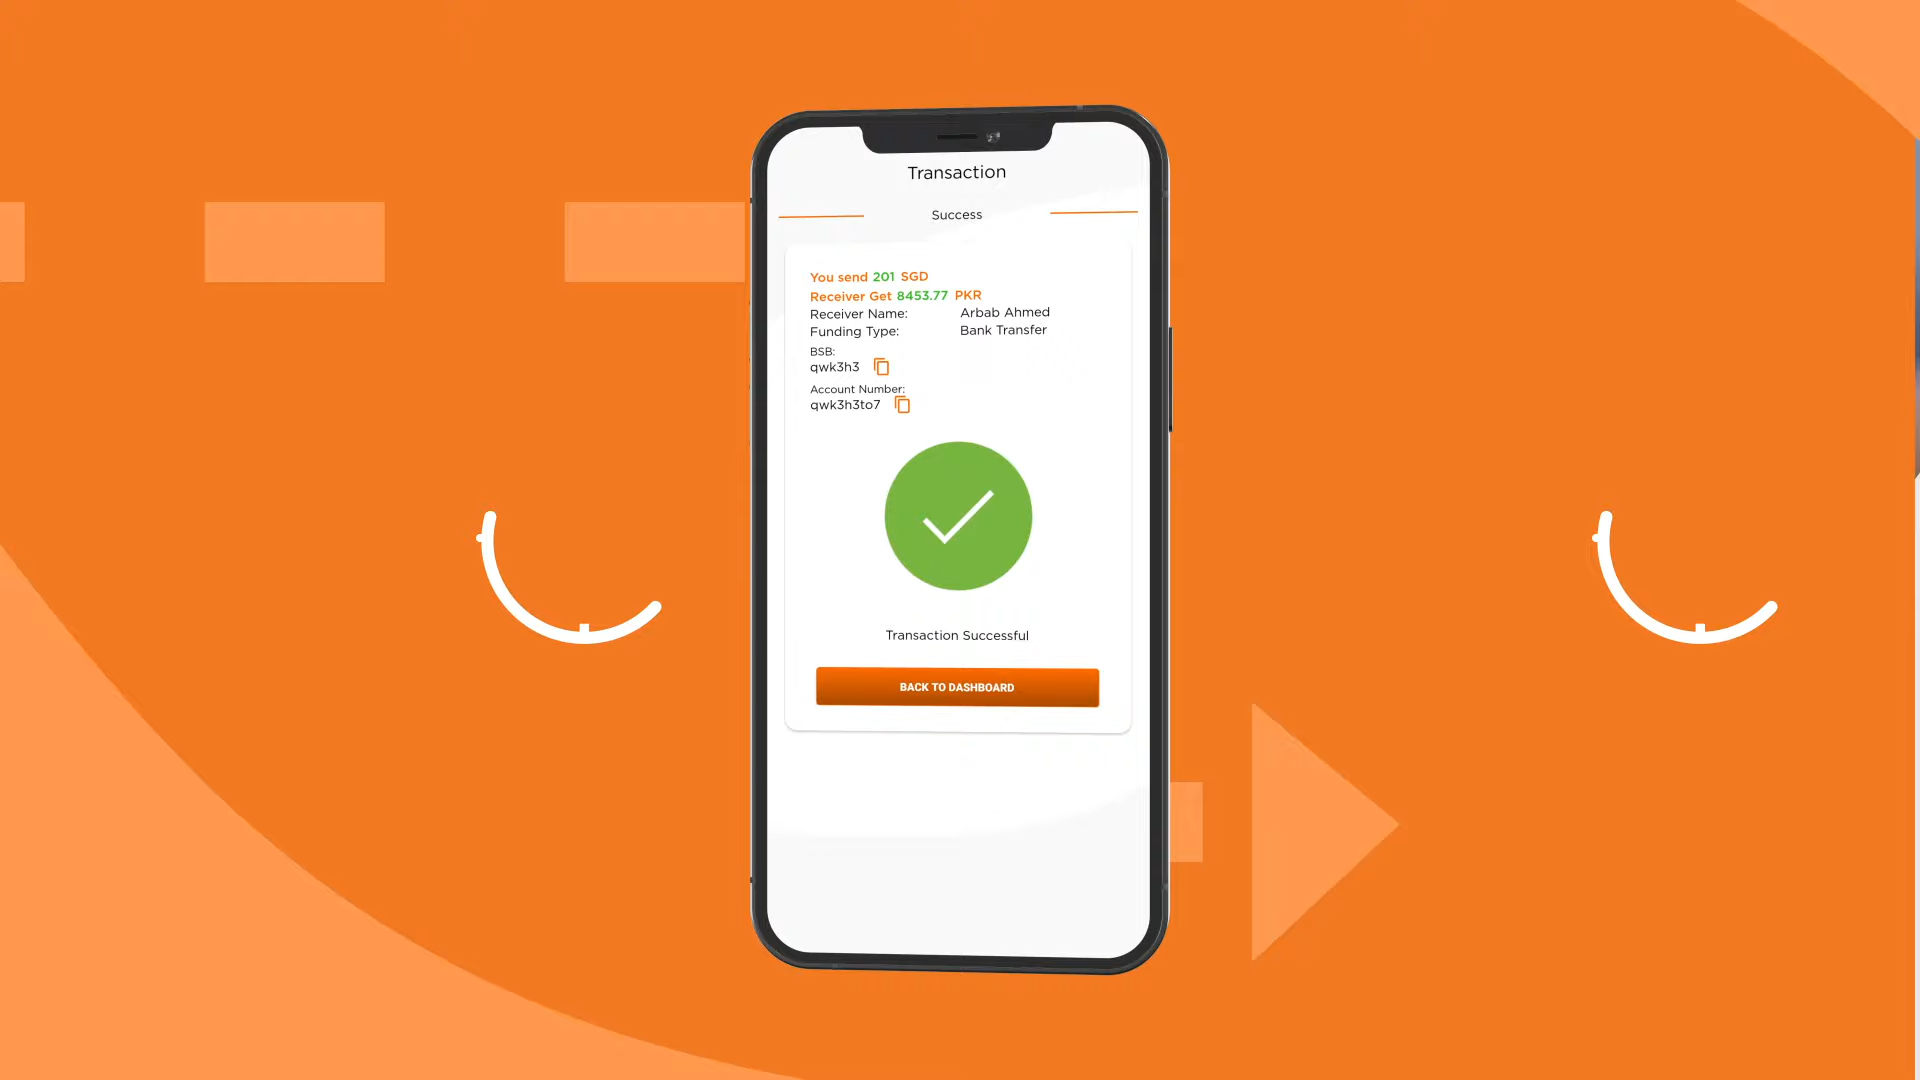 Transaction
Success
You send 201 SGD
Receiver Get 8453.77 PKR
Receiver Name: Arbab Ahmed
Funding Type: Bank Transfer
BSB:
qwk3h3
Account Number:
qwk3h3to7
Transaction Successful
BACK TO DASHBOARD